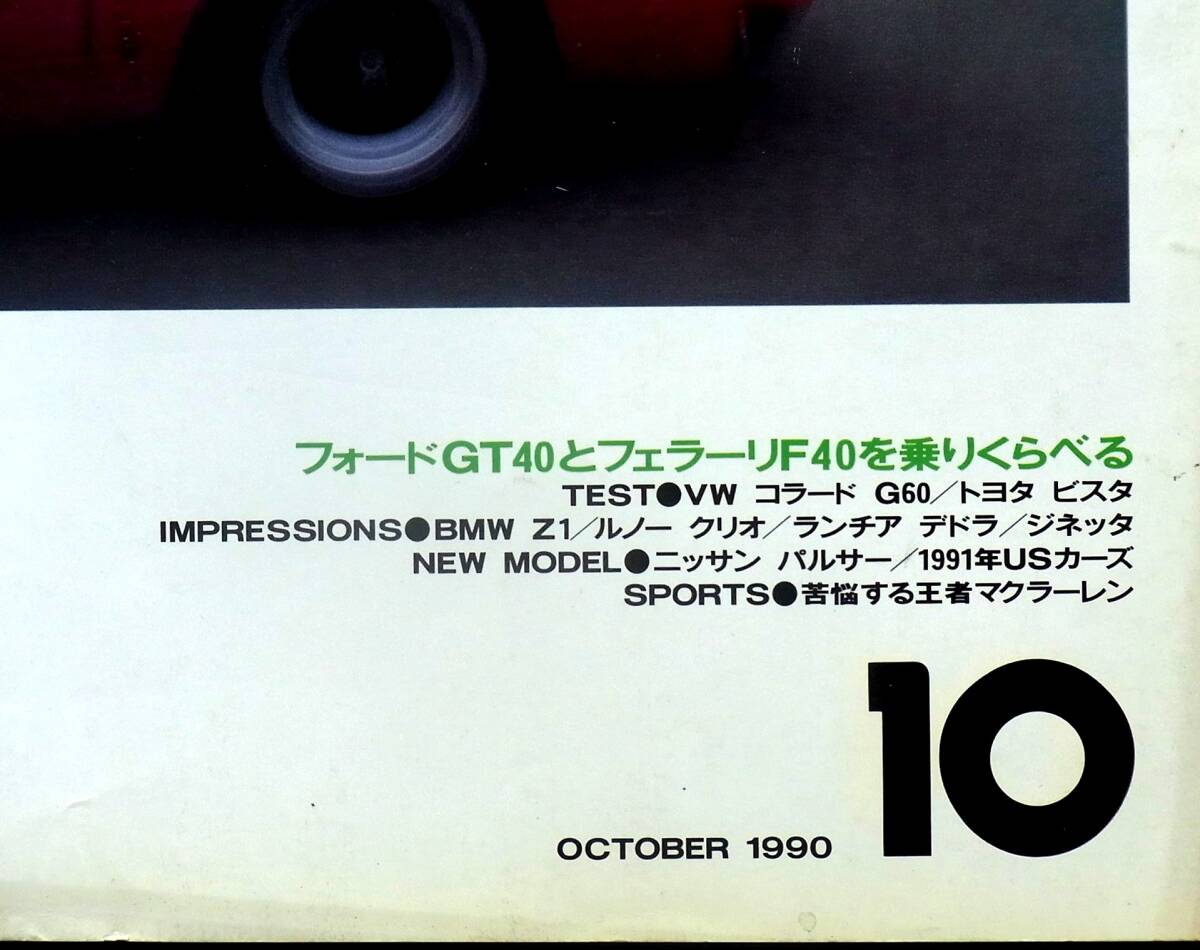 フォードGT40とフェラーリF40を乗りくらべる
TEST●VW コラード G60／トヨタ ビスタ
IMPRESSIONS●BMW Z1／ルノー クリオ／ランチア デドラ／ジネッタ
NEW MODEL●ニッサン パルサー／1991年USカーズ
SPORTS●苦悩する王者マクラーレン
10
OCTOBER 1990